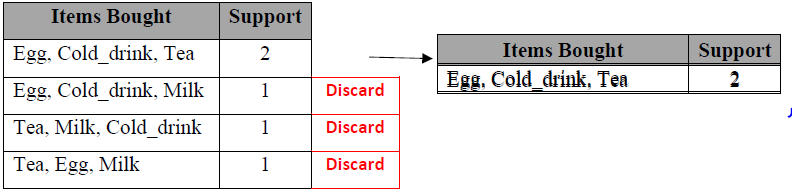 Items Bought Support
Egg, Cold_drink, Tea 2
Egg, Cold_drink, Milk 1 Discard
Tea, Milk, Cold_drink 1 Discard
Tea, Egg, Milk 1 Discard
Items Bought Support
Egg, Cold_drink, Tea 2